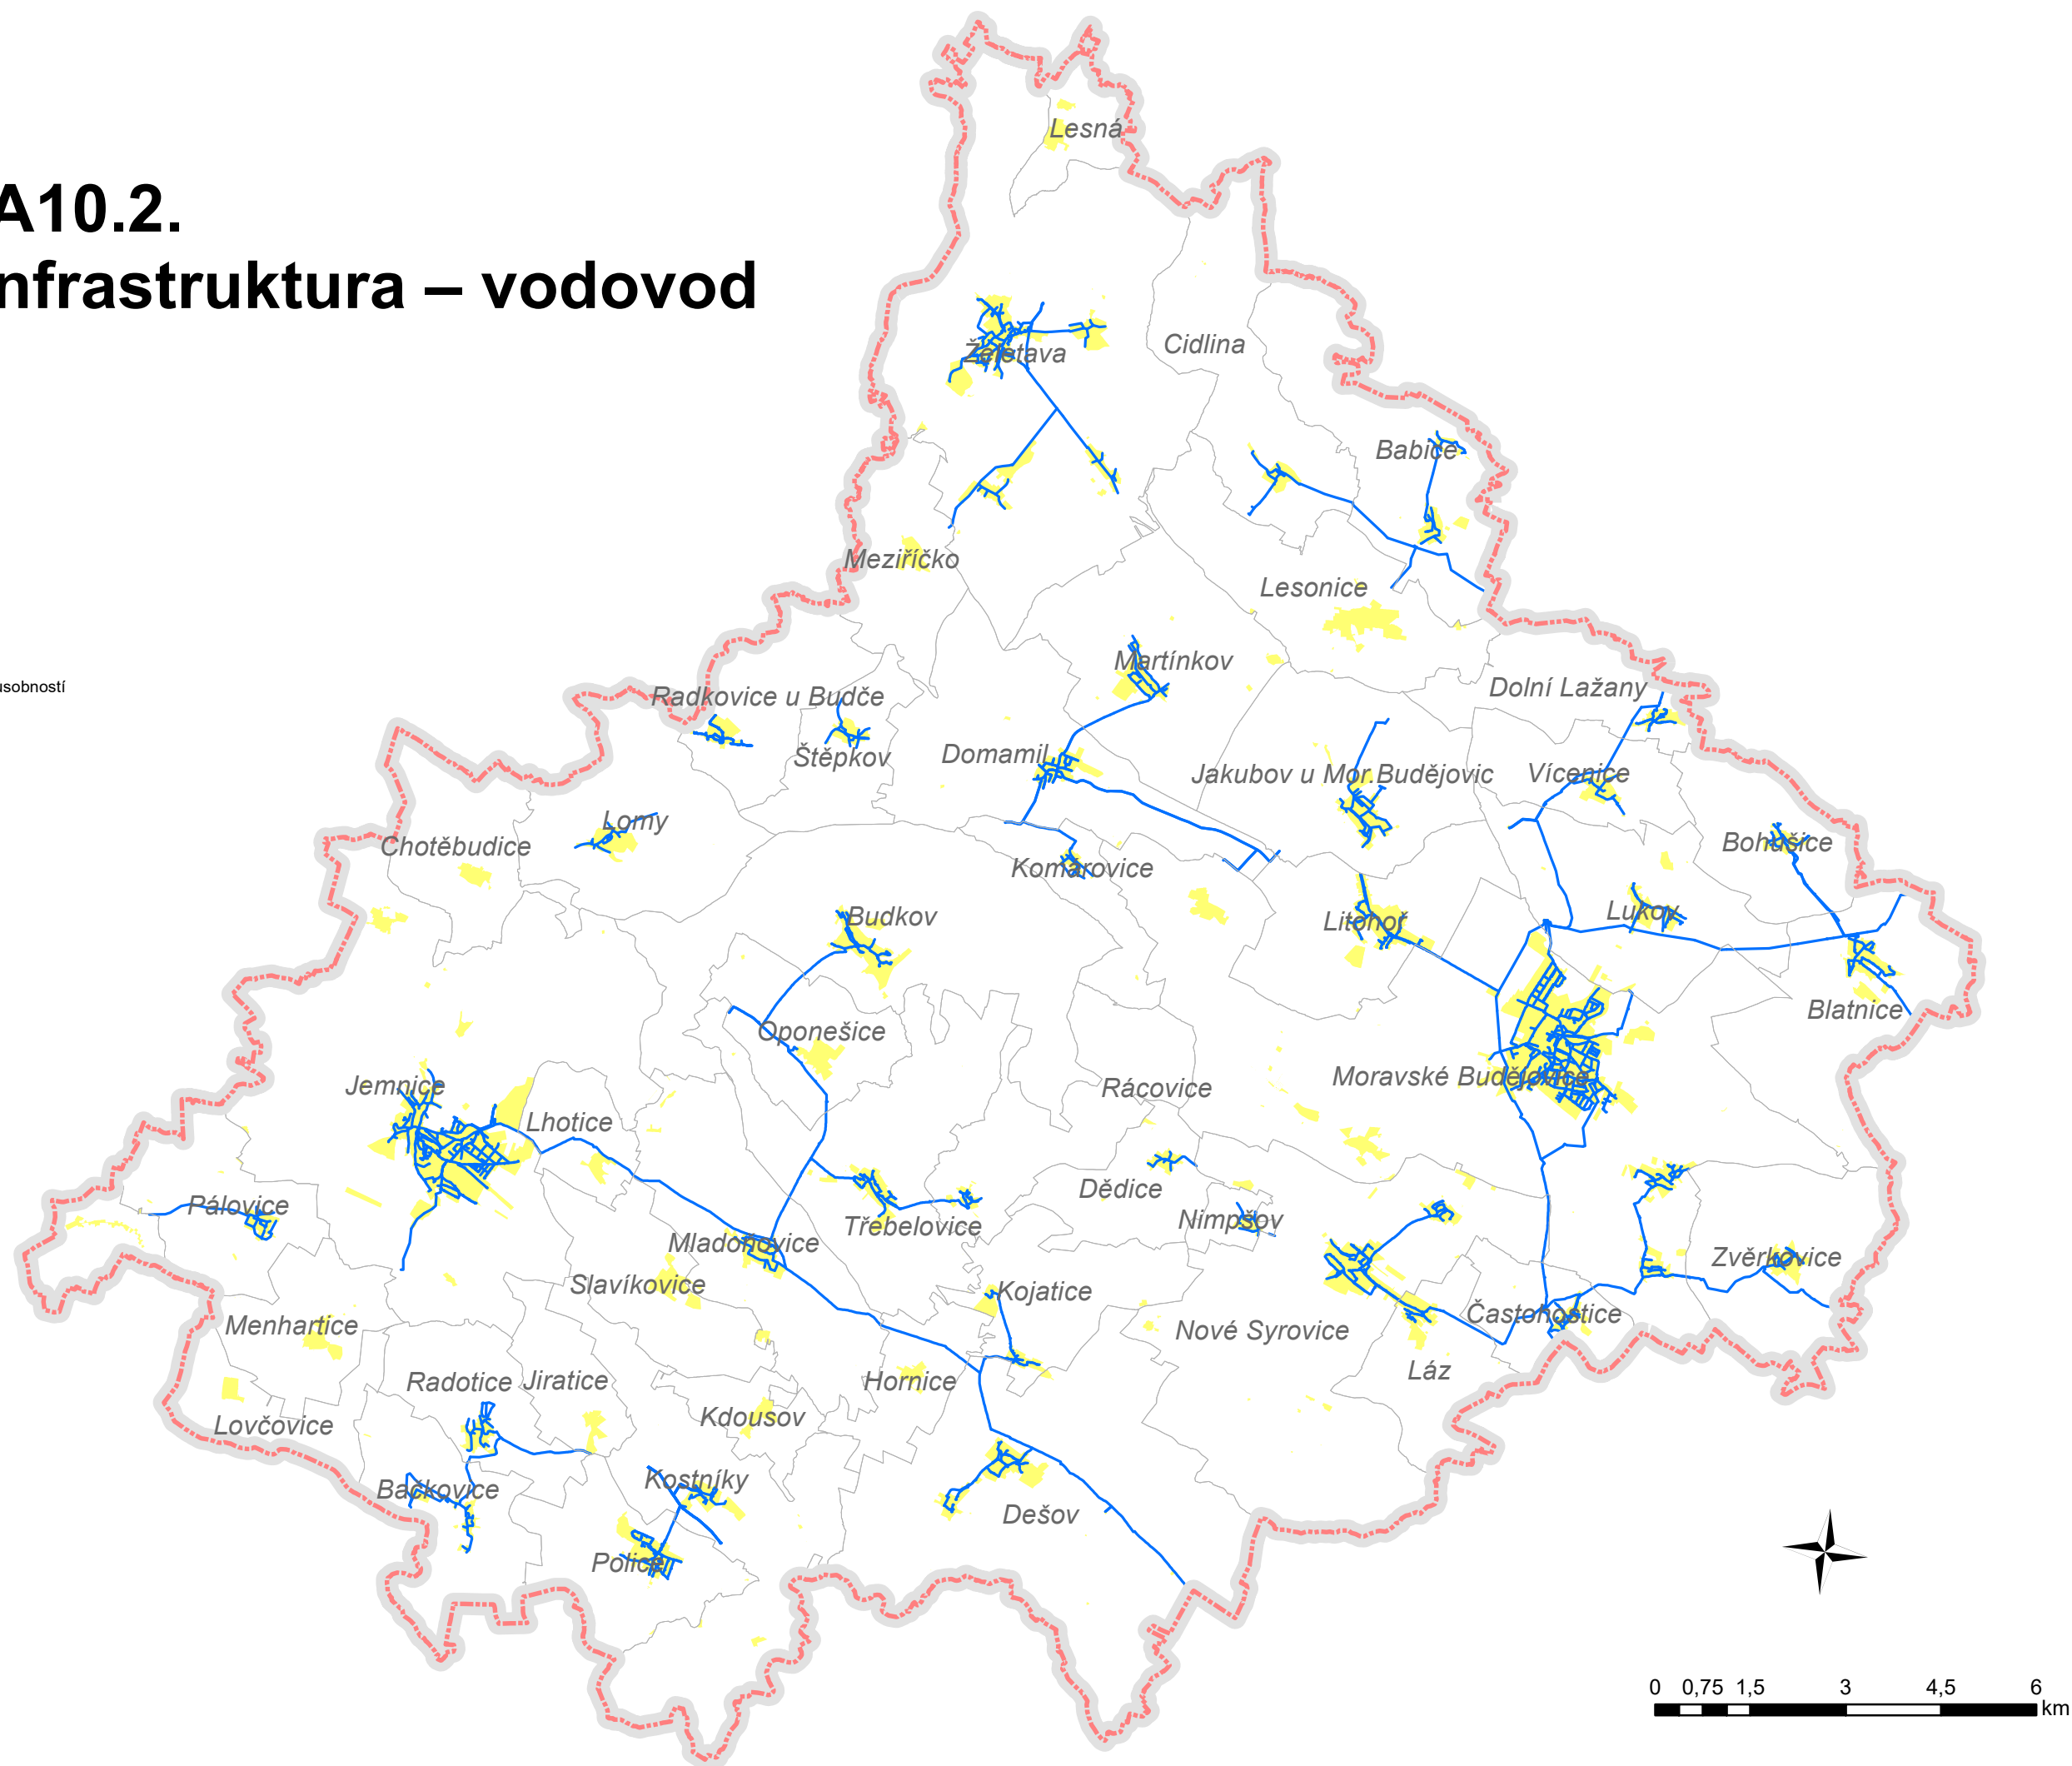 A10.2.
nfrastruktura – vodovod
usobností
Lesná
Želetava
Cidlina
Babice
Meziříčko
Lesonice
Martínkov
Radkovice u Budče
Dolní Lažany
Štěpkov
Domamil
Jakubov u Mor.Budějovic
Vícenice
Lomy
Chotěbudice
Bohušice
Komárovice
Budkov
Litohoř
Lukov
Blatnice
Oponešice
Jemnice
Rácovice
Moravské Budějovice
Lhotice
Dědice
Pálovice
Třebelovice
Nimpšov
Mladoňovice
Zvěrkovice
Slavíkovice
Kojatice
Častohostice
Menhartice
Nové Syrovice
Láz
Radotice
Jiratice
Hornice
Kdousov
Lovčovice
Bačkovice
Kostníky
Dešov
Police
0 0,75 1,5 3 4,5 6
km